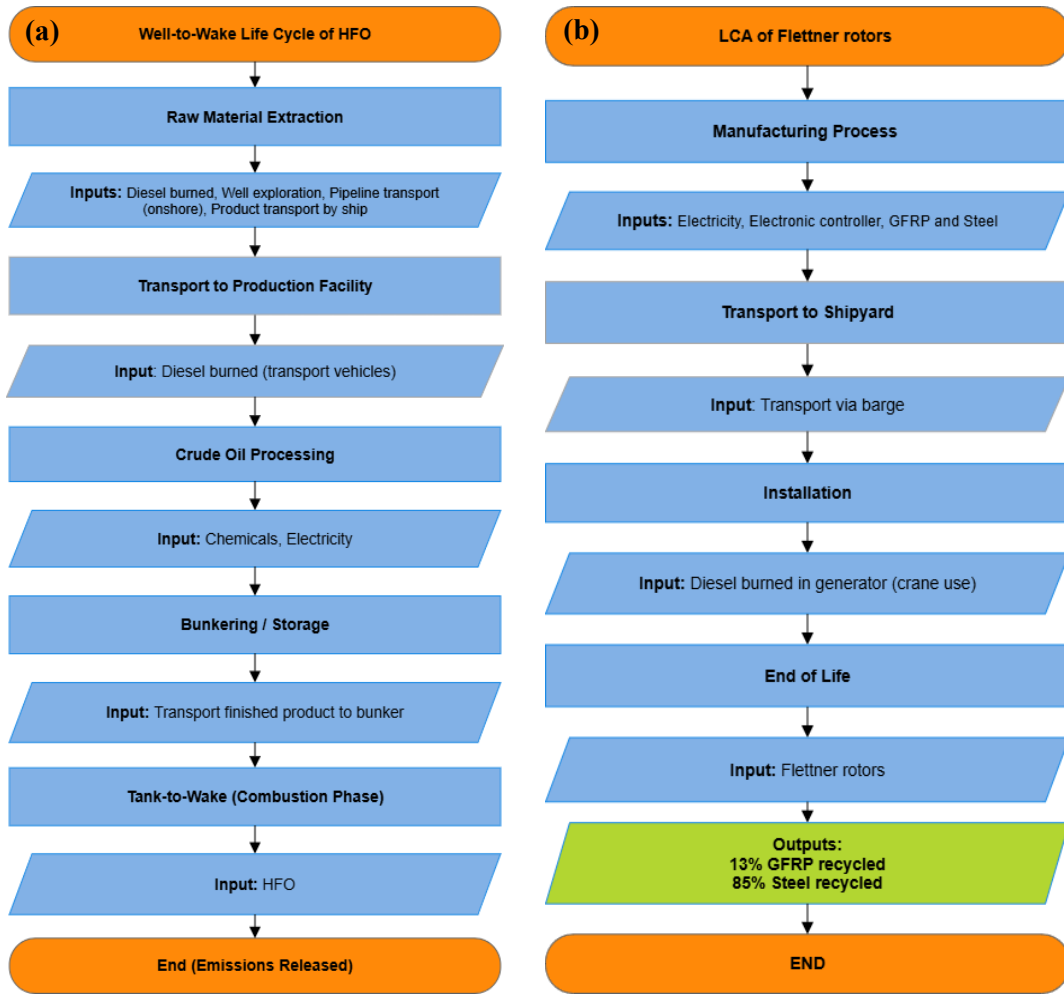 (a)
Well-to-Wake Life Cycle of HFO
Raw Material Extraction
Inputs: Diesel burned, Well exploration, Pipeline transport
(onshore), Product transport by ship
Transport to Production Facility
Input: Diesel burned (transport vehicles)
Crude Oil Processing
Input: Chemicals, Electricity
Bunkering / Storage
Input: Transport finished product to bunker
Tank-to-Wake (Combustion Phase)
Input: HFO
End (Emissions Released)
(b)
LCA of Flettner rotors
Manufacturing Process
Inputs: Electricity, Electronic controller, GFRP and Steel
Transport to Shipyard
Input: Transport via barge
Installation
Input: Diesel burned in generator (crane use)
End of Life
Input: Flettner rotors
Outputs:
13% GFRP recycled
85% Steel recycled
END